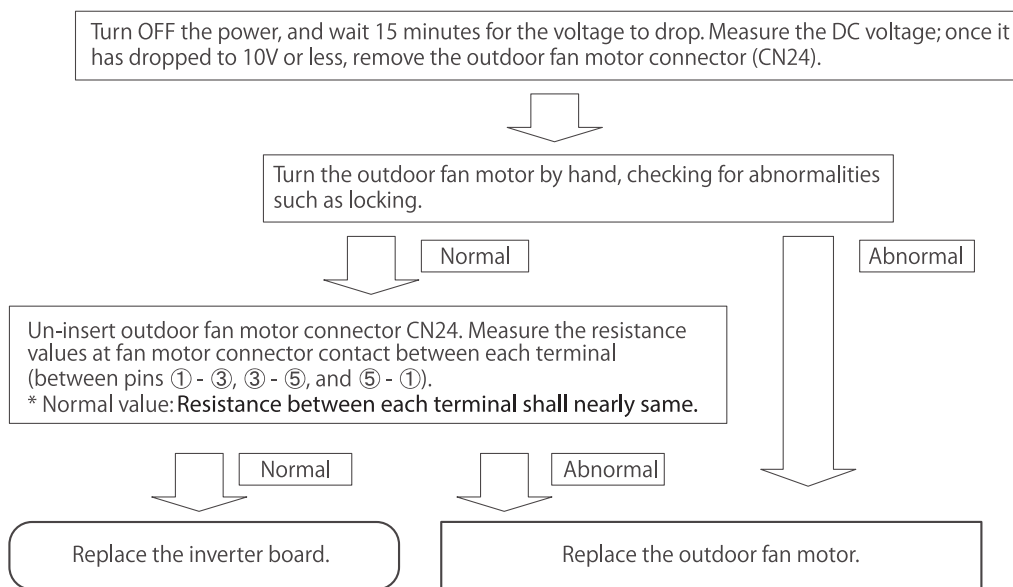 Turn OFF the power, and wait 15 minutes for the voltage to drop. Measure the DC voltage; once it
has dropped to 10V or less, remove the outdoor fan motor connector (CN24).
Turn the outdoor fan motor by hand, checking for abnormalities
such as locking.
Normal
Abnormal
Un-insert outdoor fan motor connector CN24. Measure the resistance
values at fan motor connector contact between each terminal
(between pins ① - ③, ③ - ⑤, and ⑤ - ①).
* Normal value: Resistance between each terminal shall nearly same.
Normal
Abnormal
Replace the inverter board.
Replace the outdoor fan motor.